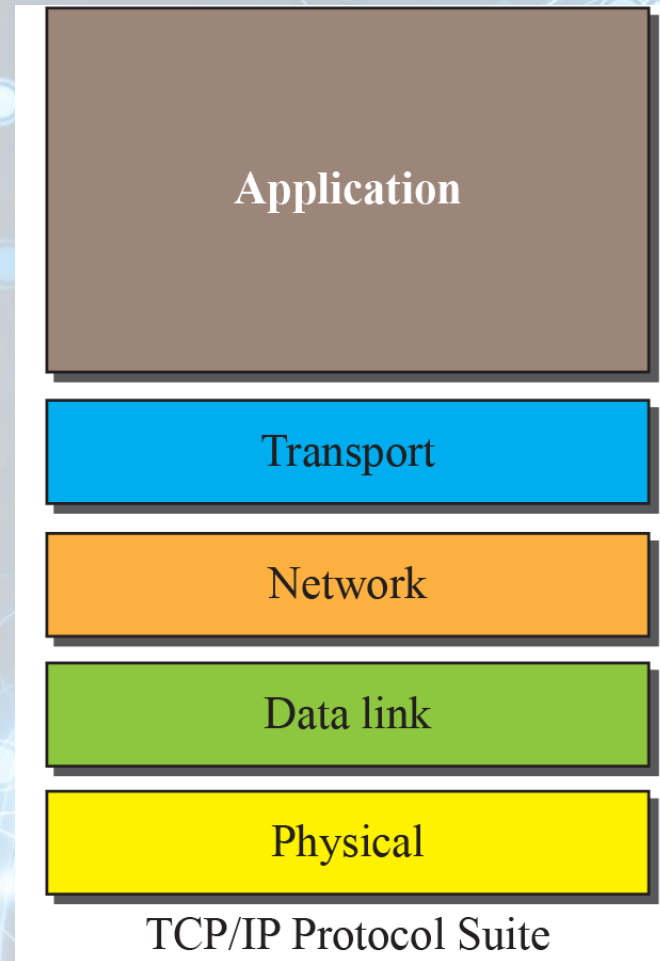 Application
Transport
Network
Data link
Physical
TCP/IP Protocol Suite